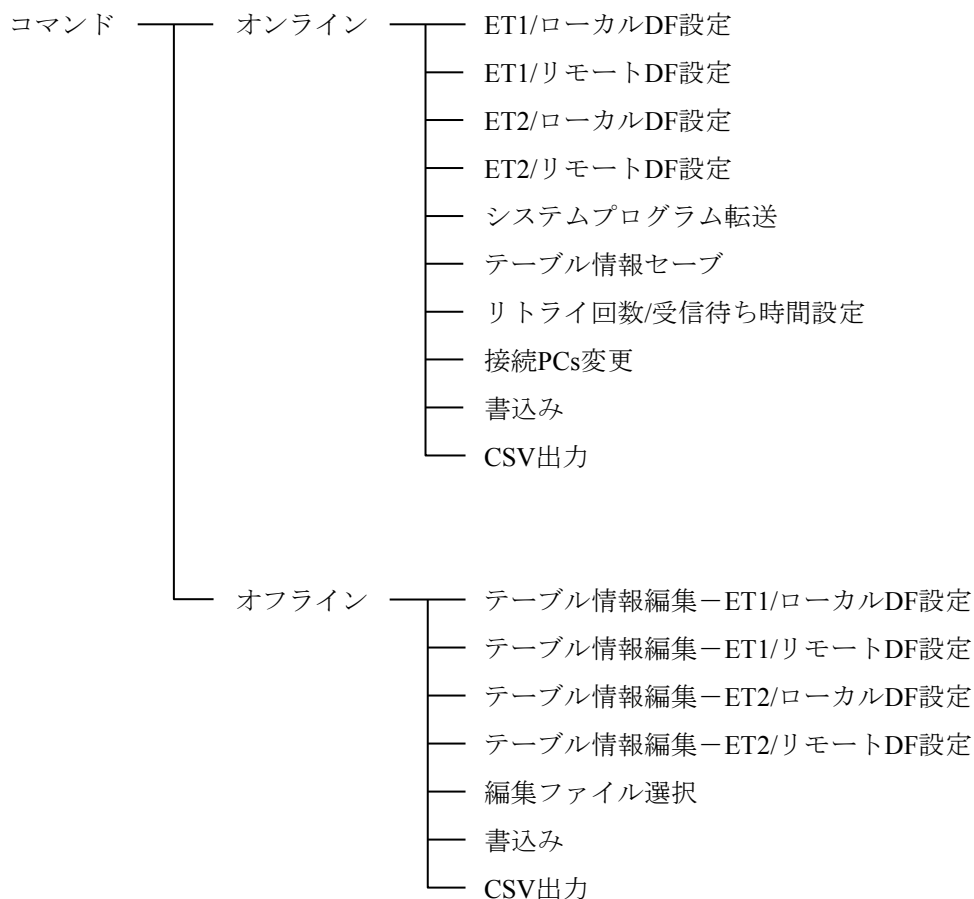 コマンド
オンライン
ET1/ローカルDF設定
ET1/リモートDF設定
ET2/ローカルDF設定
ET2/リモートDF設定
システムプログラム転送
テーブル情報セーブ
リトライ回数/受信待ち時間設定
接続PCs変更
書込み
CSV出力
オフライン
テーブル情報編集－ET1/ローカルDF設定
テーブル情報編集－ET1/リモートDF設定
テーブル情報編集－ET2/ローカルDF設定
テーブル情報編集－ET2/リモートDF設定
編集ファイル選択
書込み
CSV出力